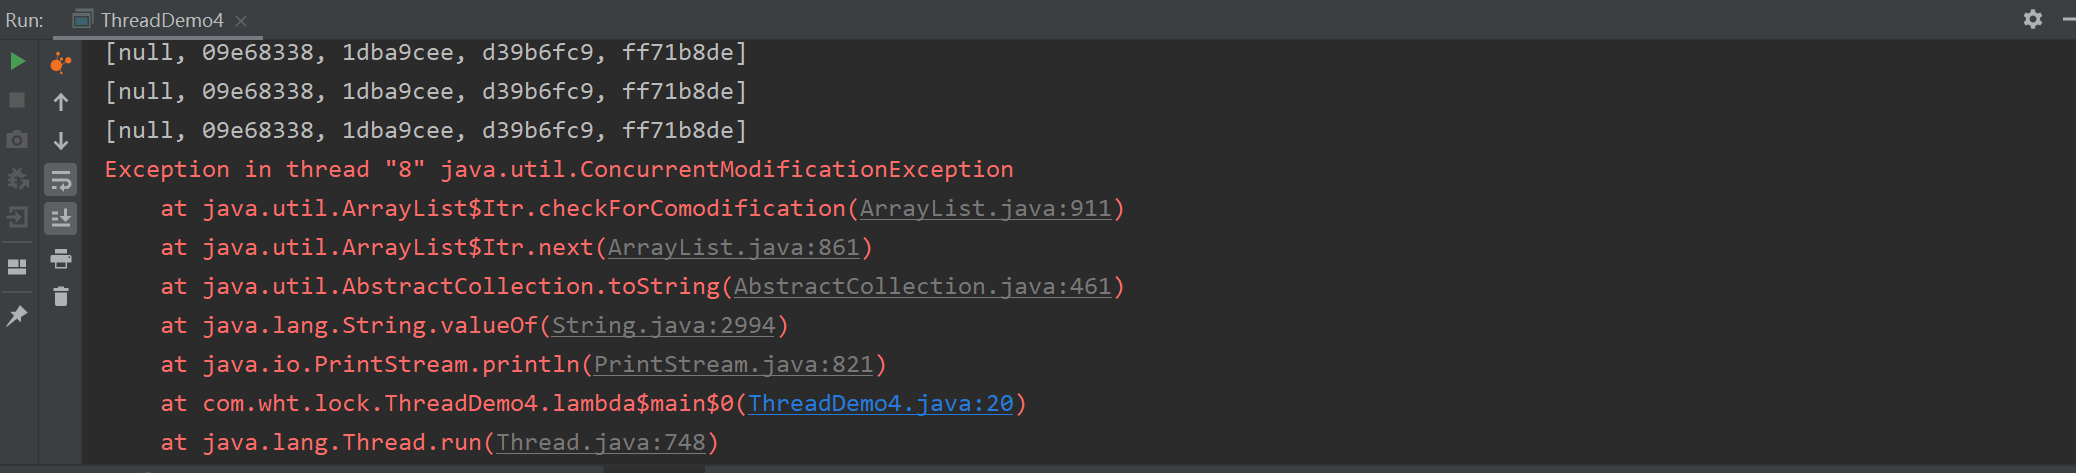 Run: ThreadDemo4
[null, 09e68338, 1dba9cee, d39b6fc9, ff71b8de]
[null, 09e68338, 1dba9cee, d39b6fc9, ff71b8de]
[null, 09e68338, 1dba9cee, d39b6fc9, ff71b8de]
Exception in thread "8" java.util.ConcurrentModificationException
at java.util.ArrayList$Itr.checkForComodification(ArrayList.java:911)
at java.util.ArrayList$Itr.next(ArrayList.java:861)
at java.util.AbstractCollection.toString(AbstractCollection.java:461)
at java.lang.String.valueOf(String.java:2994)
at java.io.PrintStream.println(PrintStream.java:821)
at com.wht.lock.ThreadDemo4.lambda$main$0(ThreadDemo4.java:20)
at java.lang.Thread.run(Thread.java:748)